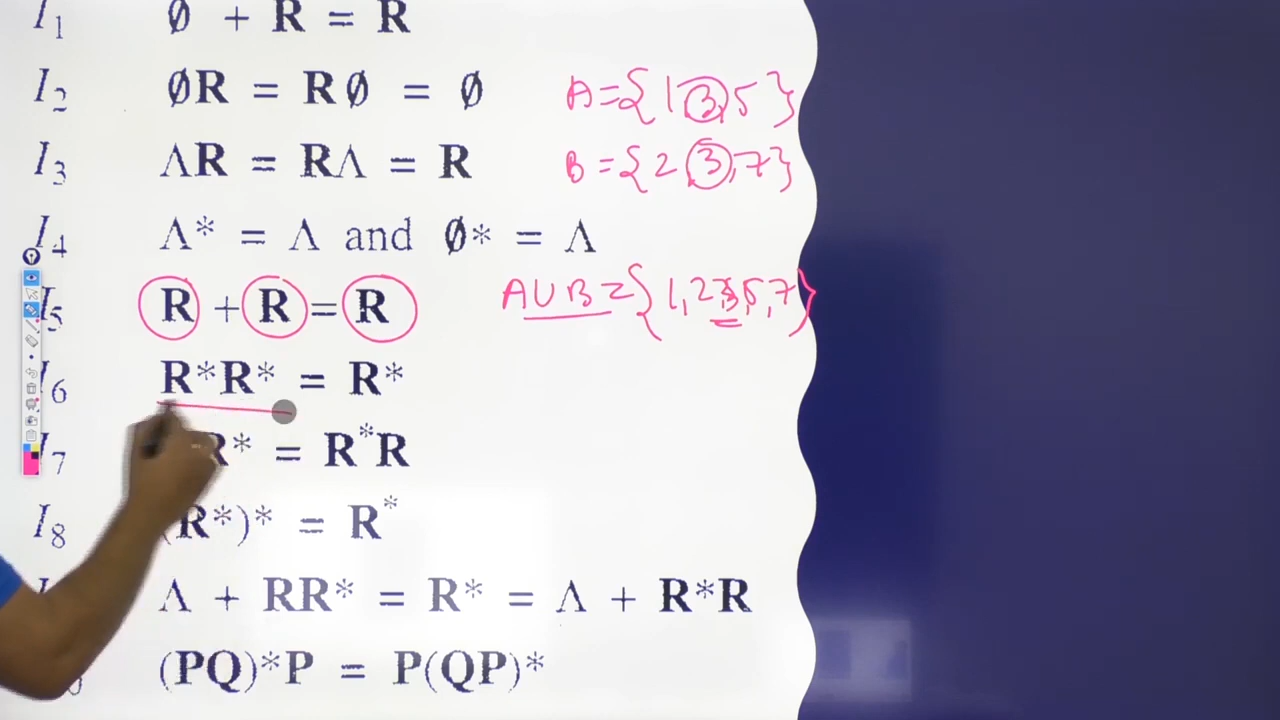 I1 ∅ + R = R
I2 ∅R = R∅ = ∅
A = {1,3,5}
I3 ΛR = RΛ = R
B = {2,3,7}
I4 Λ* = Λ and ∅* = Λ
I5 R + R = R
A∪B = {1,2,3,5,7}
I6 R*R* = R*
I7 R* = R*R
I8 (R*)* = R*
Λ + RR* = R* = Λ + R*R
(PQ)*P = P(QP)*